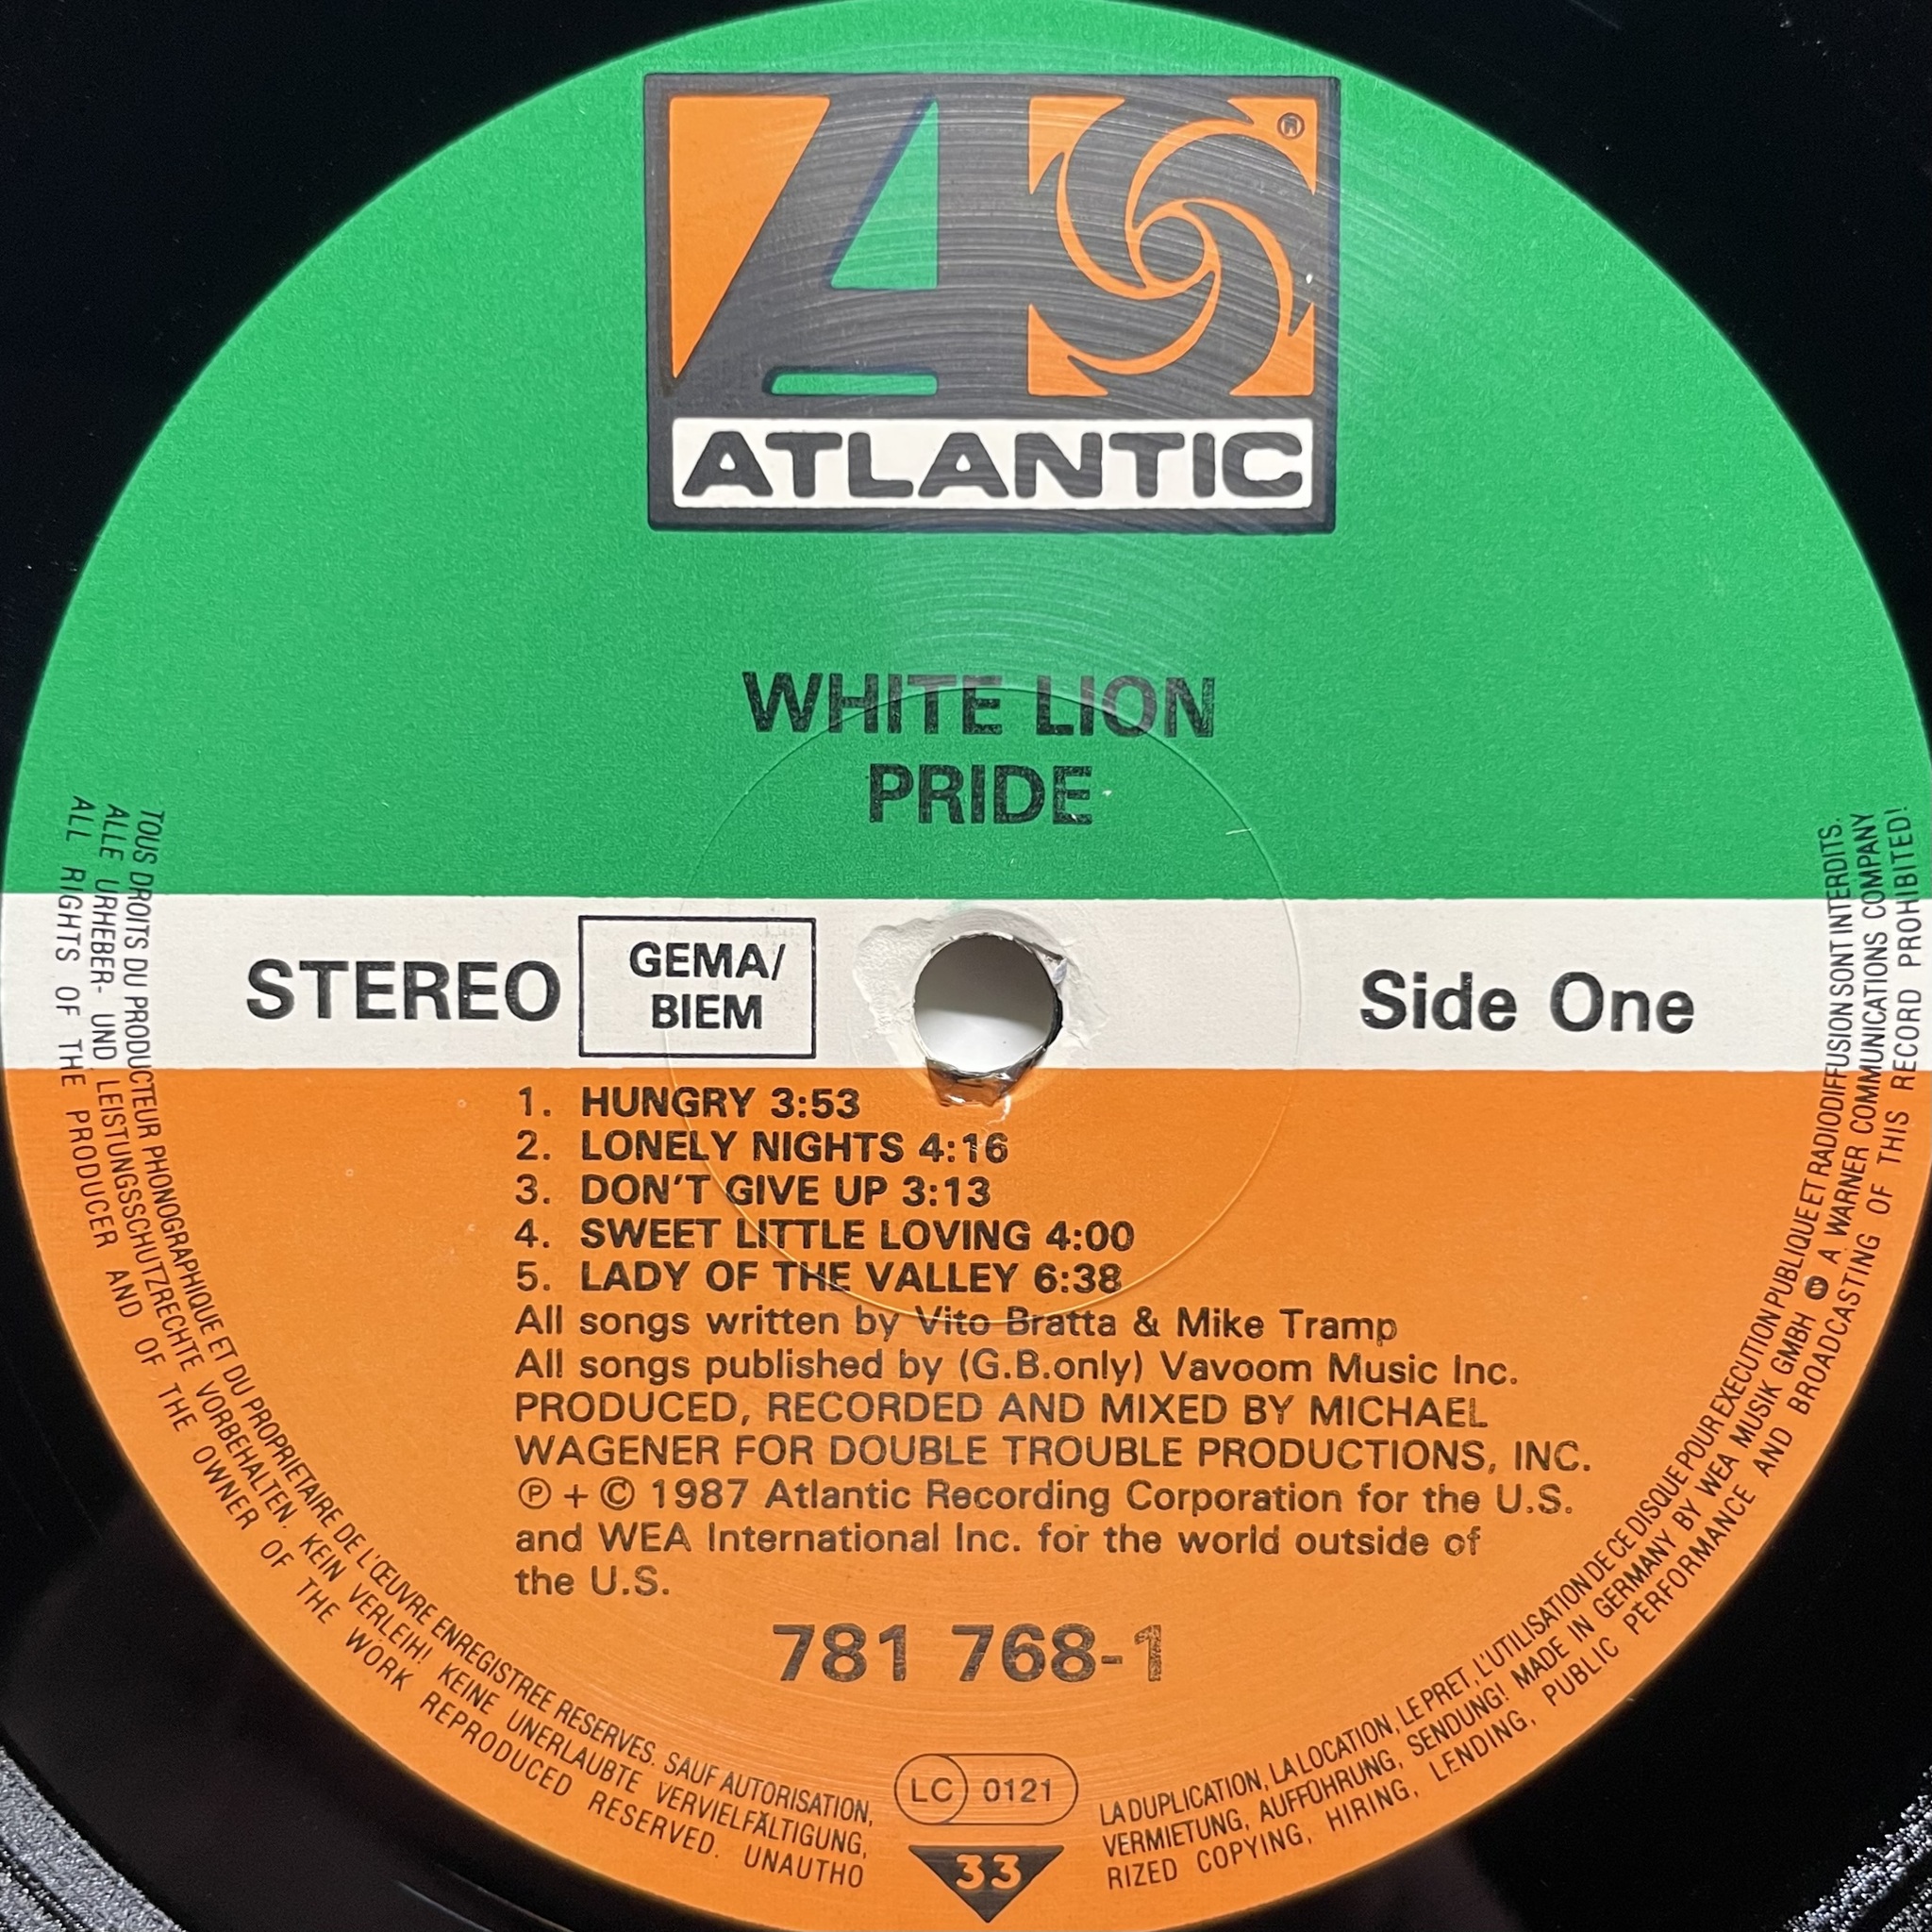 ATLANTIC
®
WHITE LION
PRIDE
STEREO
GEMA/
BIEM
Side One
1. HUNGRY 3:53
2. LONELY NIGHTS 4:16
3. DON'T GIVE UP 3:13
4. SWEET LITTLE LOVING 4:00
5. LADY OF THE VALLEY 6:38
All songs written by Vito Bratta & Mike Tramp
All songs published by (G.B.only) Vavoom Music Inc.
PRODUCED, RECORDED AND MIXED BY MICHAEL
WAGENER FOR DOUBLE TROUBLE PRODUCTIONS, INC.
℗ + © 1987 Atlantic Recording Corporation for the U.S.
and WEA International Inc. for the world outside of
the U.S.
781 768-1
LC 0121
33
TOUS DROITS DU PRODUCTEUR PHONOGRAPHIQUE ET DU PROPRIETAIRE DE L'ŒUVRE ENREGISTREE RESERVES. SAUF AUTORISATION, LA DUPLICATION, LA LOCATION, LE PRET, L'UTILISATION DE CE DISQUE POUR EXECUTION PUBLIQUE ET RADIODIFFUSION SONT INTERDITS.
ALLE URHEBER- UND LEISTUNGSSCHUTZRECHTE VORBEHALTEN. KEIN VERLEIH! KEINE UNERLAUBTE VERVIELFÄLTIGUNG, VERMIETUNG, AUFFÜHRUNG, SENDUNG! MADE IN GERMANY BY WEA MUSIK GMBH A WARNER COMMUNICATIONS COMPANY
ALL RIGHTS OF THE PRODUCER AND OF THE OWNER OF THE WORK REPRODUCED RESERVED. UNAUTHO RIZED COPYING, HIRING, LENDING, PUBLIC PERFORMANCE AND BROADCASTING OF THIS RECORD PROHIBITED!